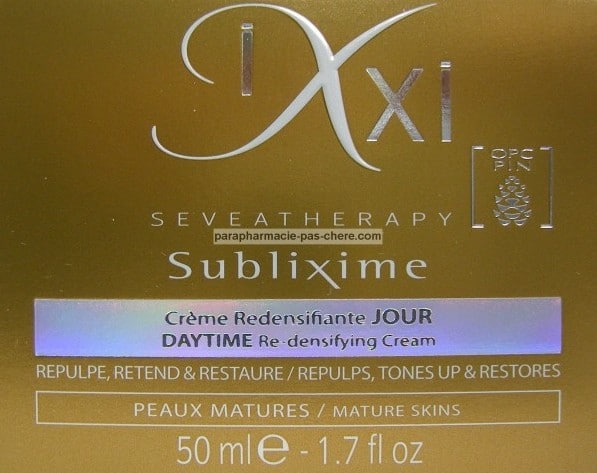 iXxi
OPC
PIN
SEVEATHERAPY
parapharmacie-pas-chere.com
Sublixime
Crème Redensifiante JOUR
DAYTIME Re-densifying Cream
REPULPE, RETEND & RESTAURE / REPULPS, TONES UP & RESTORES
PEAUX MATURES / MATURE SKINS
50 ml e - 1.7 fl oz